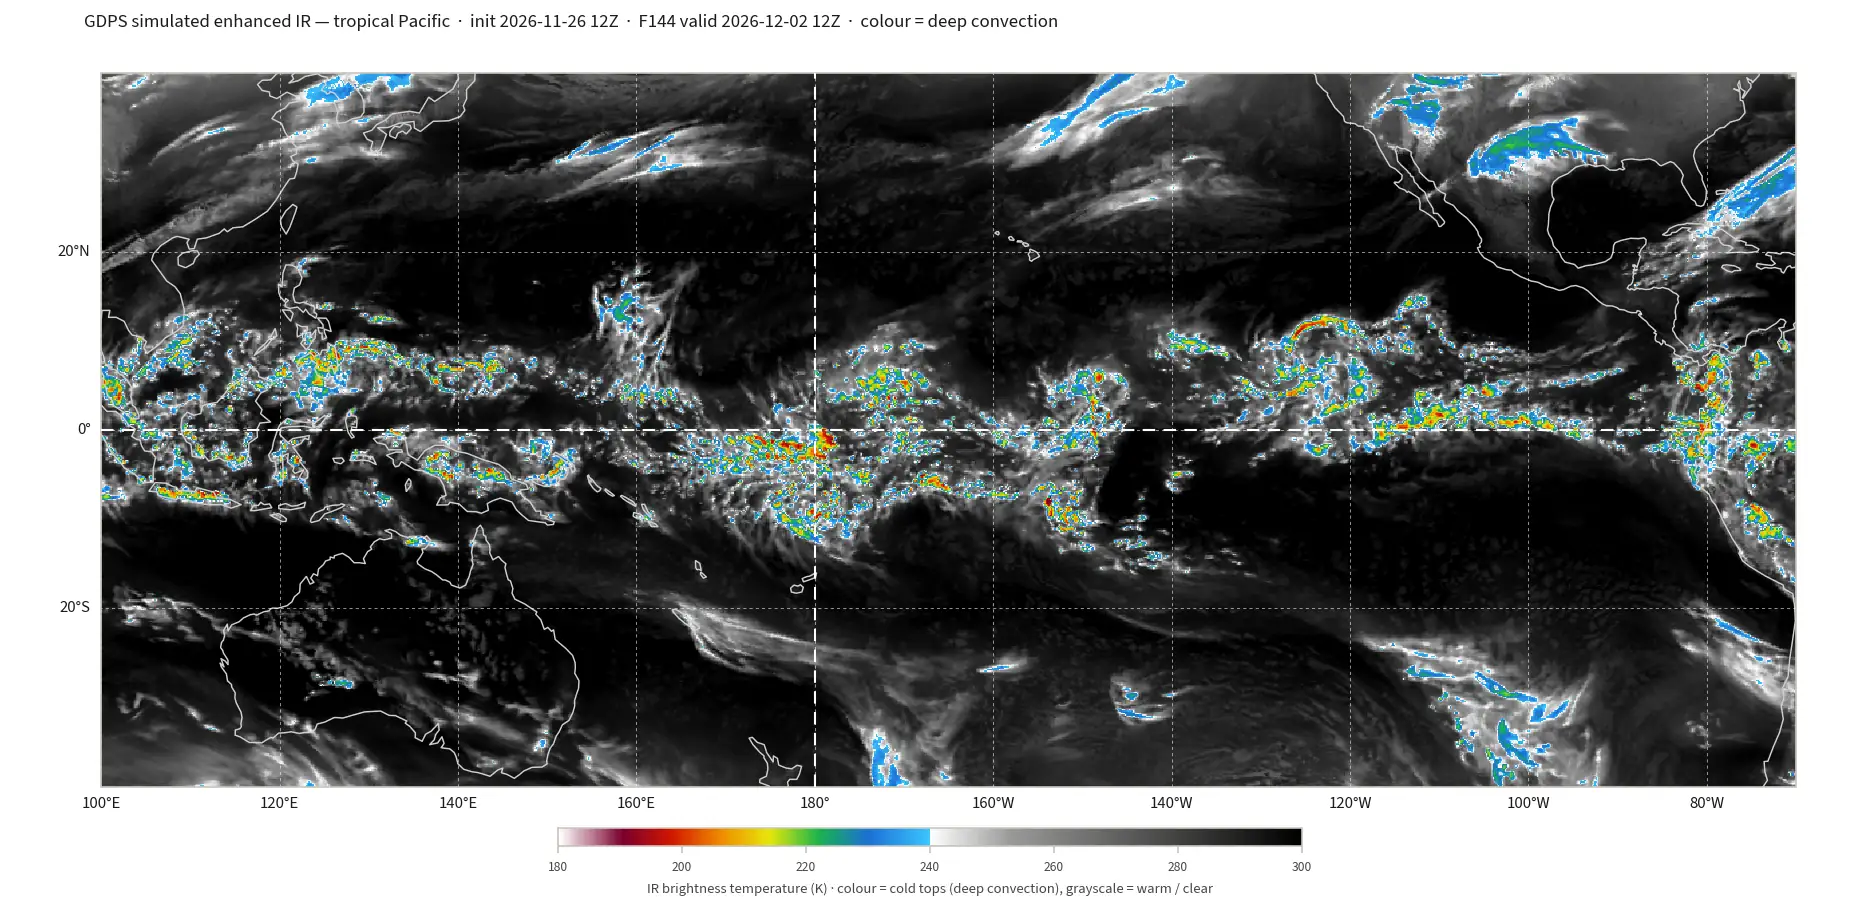 GDPS simulated enhanced IR — tropical Pacific · init 2026-11-26 12Z · F144 valid 2026-12-02 12Z · colour = deep convection
20°N
0°
20°S
100°E 120°E 140°E 160°E 180° 160°W 140°W 120°W 100°W 80°W
180 200 220 240 260 280 300
IR brightness temperature (K) · colour = cold tops (deep convection), grayscale = warm / clear